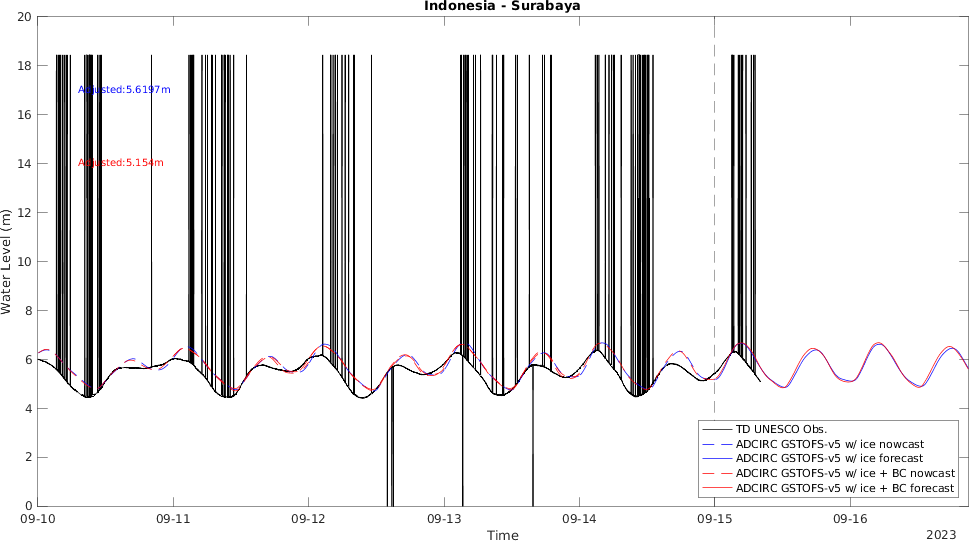 Indonesia - Surabaya
20
18
16
14
12
10
8
6
4
2
0
Water Level (m)
Adjusted:5.6197m
Adjusted:5.154m
TD UNESCO Obs.
ADCIRC GSTOFS-v5 w/ ice nowcast
ADCIRC GSTOFS-v5 w/ ice forecast
ADCIRC GSTOFS-v5 w/ ice + BC nowcast
ADCIRC GSTOFS-v5 w/ ice + BC forecast
09-10 09-11 09-12 09-13 09-14 09-15 09-16
Time
2023